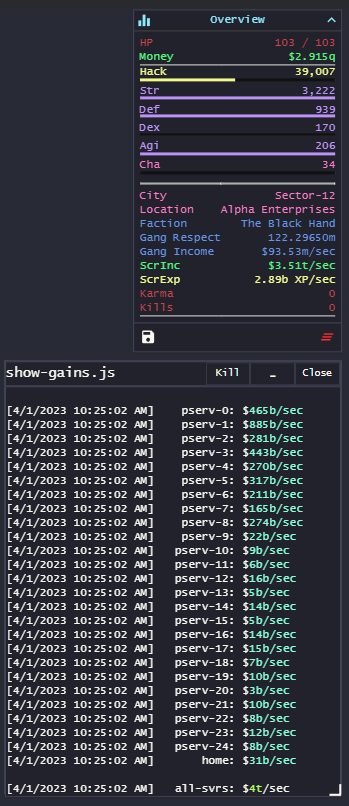 Overview
HP 103 / 103
Money $2.915q
Hack 39,007
Str 3,222
Def 939
Dex 170
Agi 206
Cha 34
City Sector-12
Location Alpha Enterprises
Faction The Black Hand
Gang Respect 122.29650m
Gang Income $93.53m/sec
ScrInc $3.51t/sec
ScrExp 2.89b XP/sec
Karma 0
Kills 0
show-gains.js Kill _ Close
[4/1/2023 10:25:02 AM] pserv-0: $465b/sec
[4/1/2023 10:25:02 AM] pserv-1: $885b/sec
[4/1/2023 10:25:02 AM] pserv-2: $281b/sec
[4/1/2023 10:25:02 AM] pserv-3: $443b/sec
[4/1/2023 10:25:02 AM] pserv-4: $270b/sec
[4/1/2023 10:25:02 AM] pserv-5: $317b/sec
[4/1/2023 10:25:02 AM] pserv-6: $211b/sec
[4/1/2023 10:25:02 AM] pserv-7: $165b/sec
[4/1/2023 10:25:02 AM] pserv-8: $274b/sec
[4/1/2023 10:25:02 AM] pserv-9: $22b/sec
[4/1/2023 10:25:02 AM] pserv-10: $9b/sec
[4/1/2023 10:25:02 AM] pserv-11: $6b/sec
[4/1/2023 10:25:02 AM] pserv-12: $16b/sec
[4/1/2023 10:25:02 AM] pserv-13: $5b/sec
[4/1/2023 10:25:02 AM] pserv-14: $14b/sec
[4/1/2023 10:25:02 AM] pserv-15: $5b/sec
[4/1/2023 10:25:02 AM] pserv-16: $14b/sec
[4/1/2023 10:25:02 AM] pserv-17: $15b/sec
[4/1/2023 10:25:02 AM] pserv-18: $7b/sec
[4/1/2023 10:25:02 AM] pserv-19: $10b/sec
[4/1/2023 10:25:02 AM] pserv-20: $3b/sec
[4/1/2023 10:25:02 AM] pserv-21: $10b/sec
[4/1/2023 10:25:02 AM] pserv-22: $8b/sec
[4/1/2023 10:25:02 AM] pserv-23: $12b/sec
[4/1/2023 10:25:02 AM] pserv-24: $8b/sec
[4/1/2023 10:25:02 AM] home: $31b/sec
[4/1/2023 10:25:02 AM] all-svrs: $4t/sec